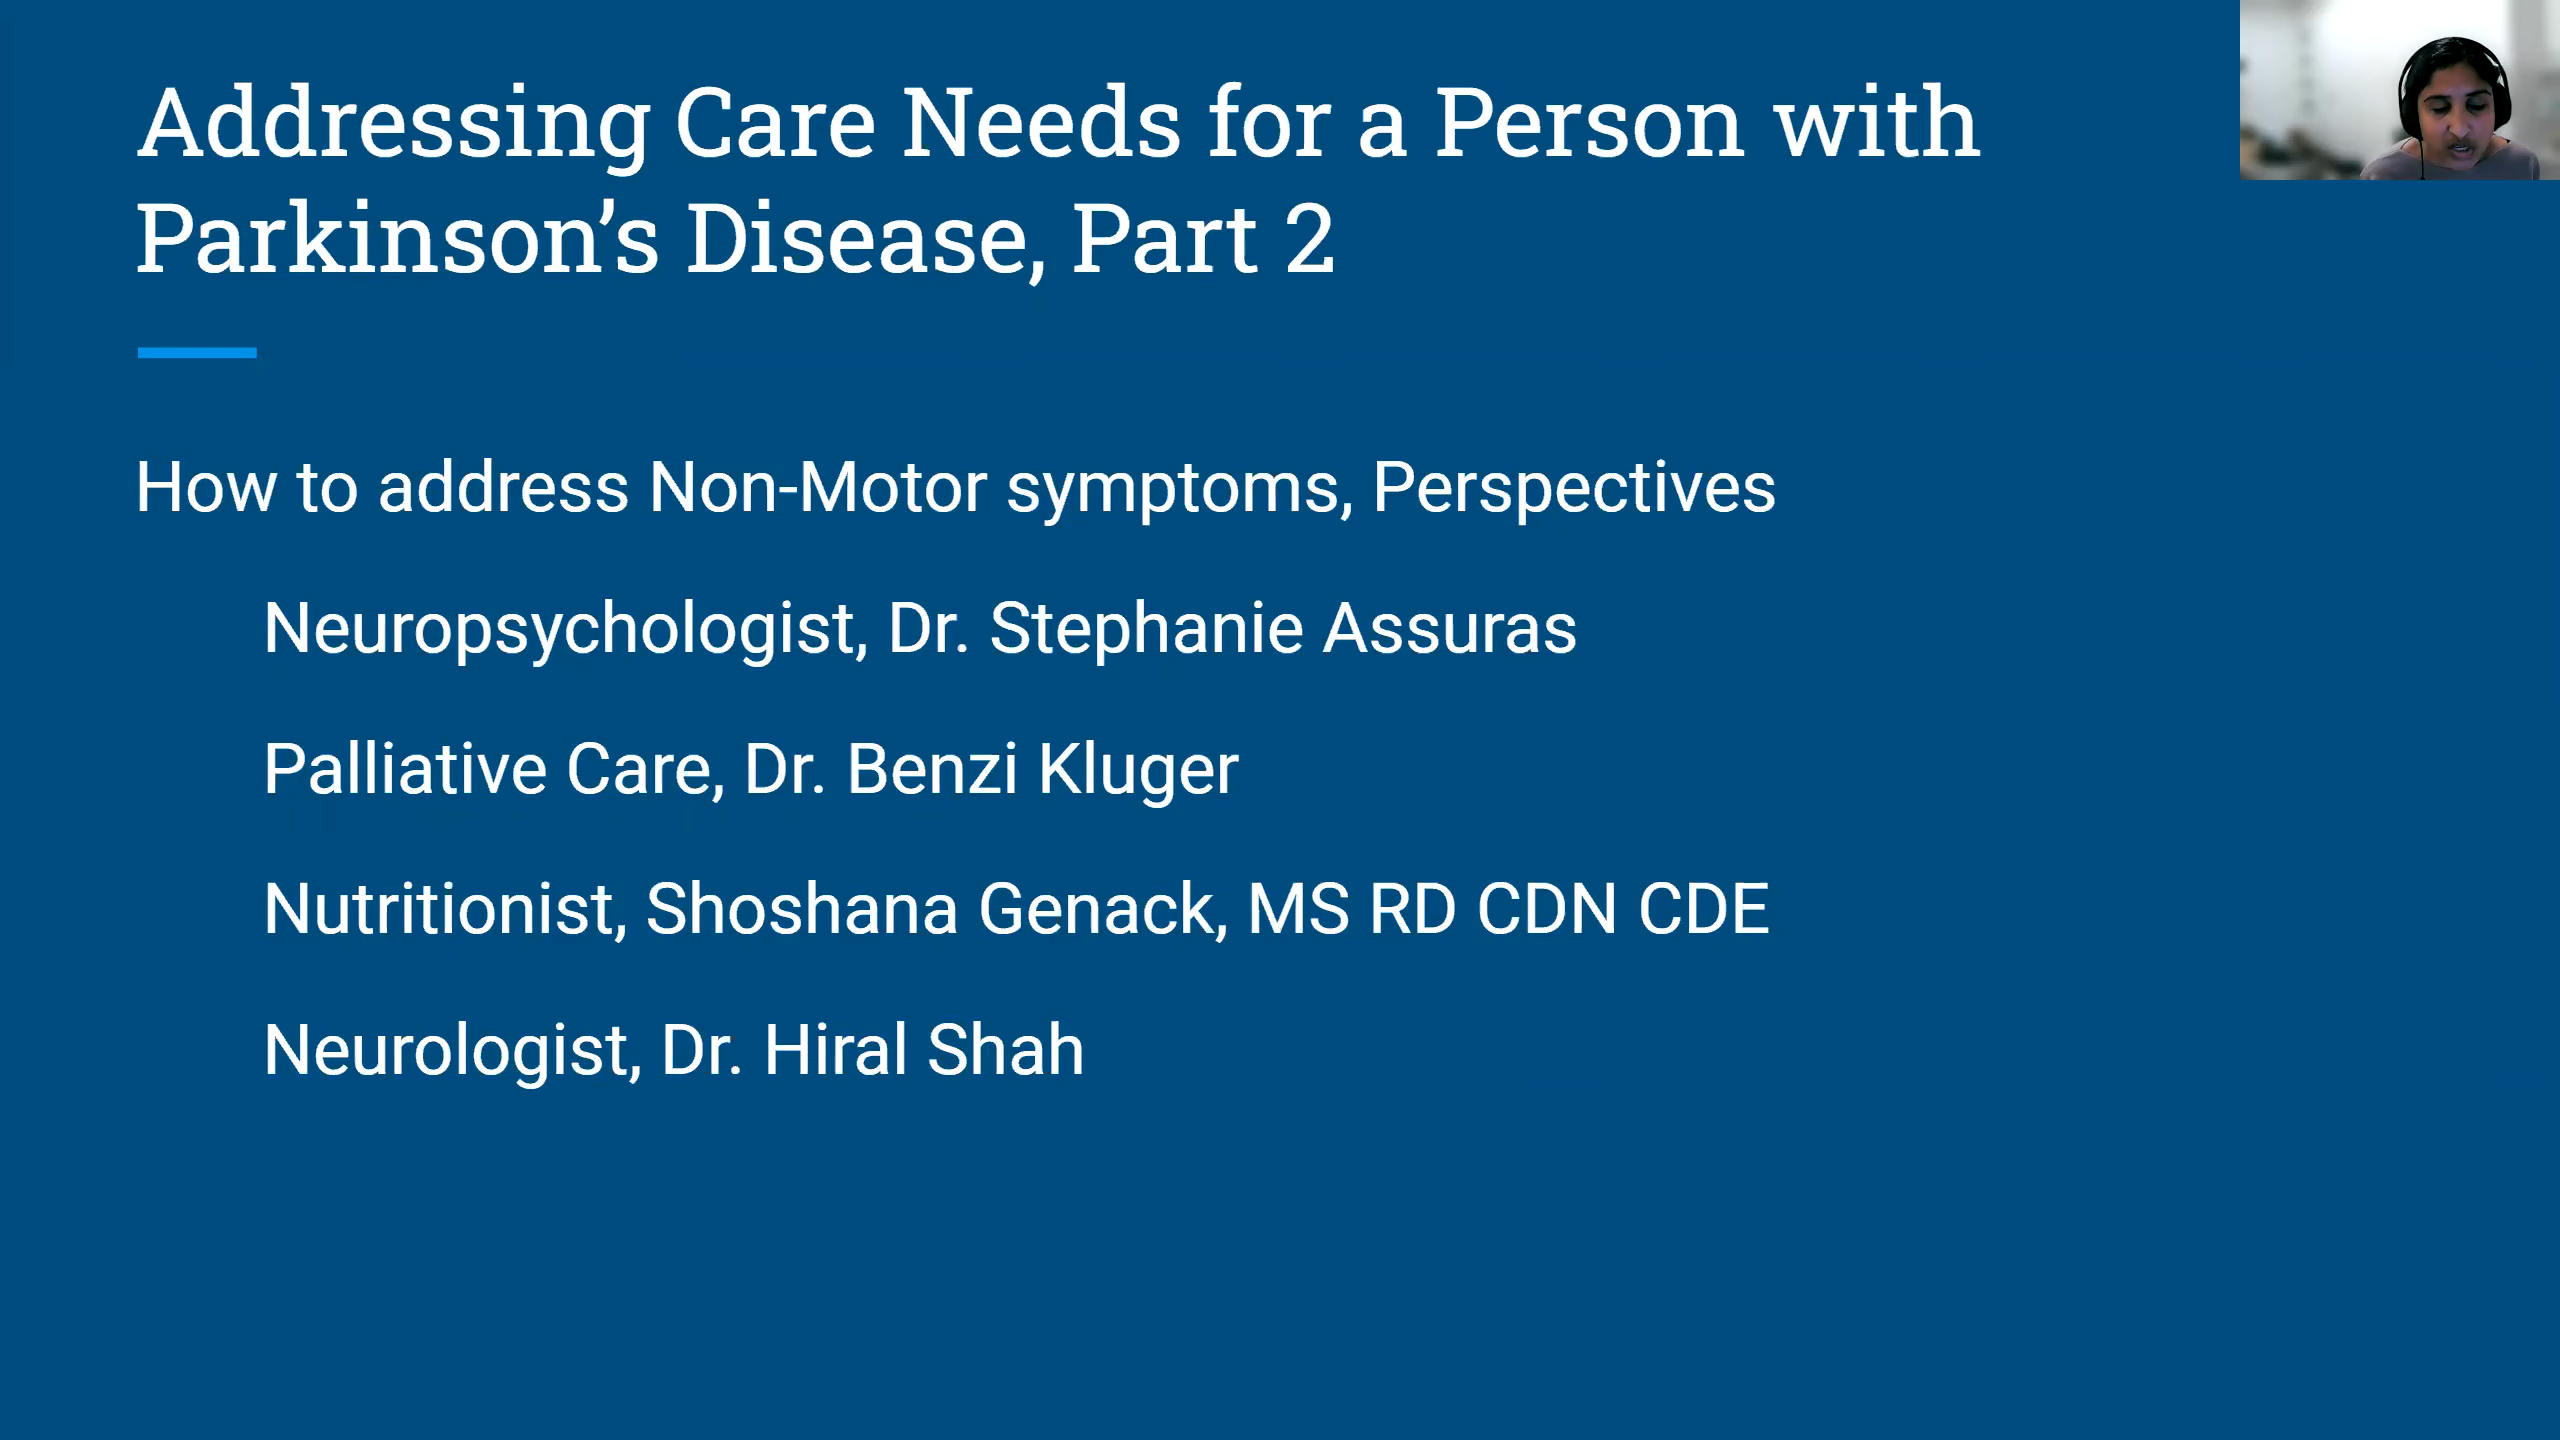 Addressing Care Needs for a Person with
Parkinson’s Disease, Part 2
How to address Non-Motor symptoms, Perspectives
Neuropsychologist, Dr. Stephanie Assuras
Palliative Care, Dr. Benzi Kluger
Nutritionist, Shoshana Genack, MS RD CDN CDE
Neurologist, Dr. Hiral Shah